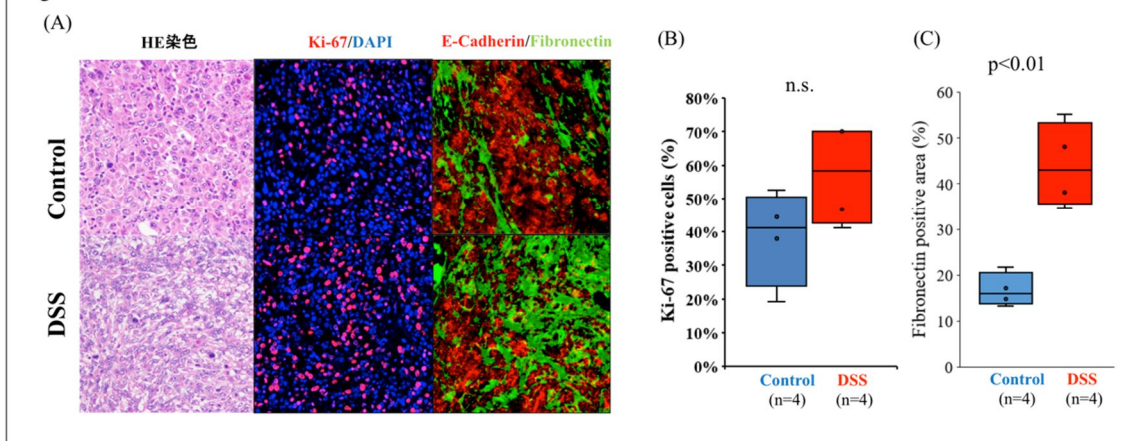 (A)
HE染色
Ki-67/DAPI
E-Cadherin/Fibronectin
Control
DSS
(B)
n.s.
Ki-67 positive cells (%)
80%
70%
60%
50%
40%
30%
20%
10%
0%
Control
DSS
(n=4)
(n=4)
(C)
p<0.01
Fibronectin positive area (%)
60
50
40
30
20
10
0
Control
DSS
(n=4)
(n=4)